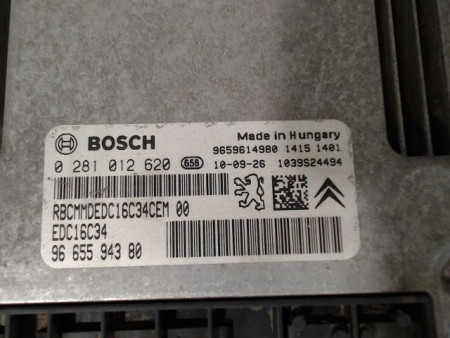 BOSCH
Made in Hungary
9659614980 1415 1401
0 281 012 620 658 10-09-26 1039S24494
RBCMMDEDC16C34CEM 00
EDC16C34
96 655 943 80